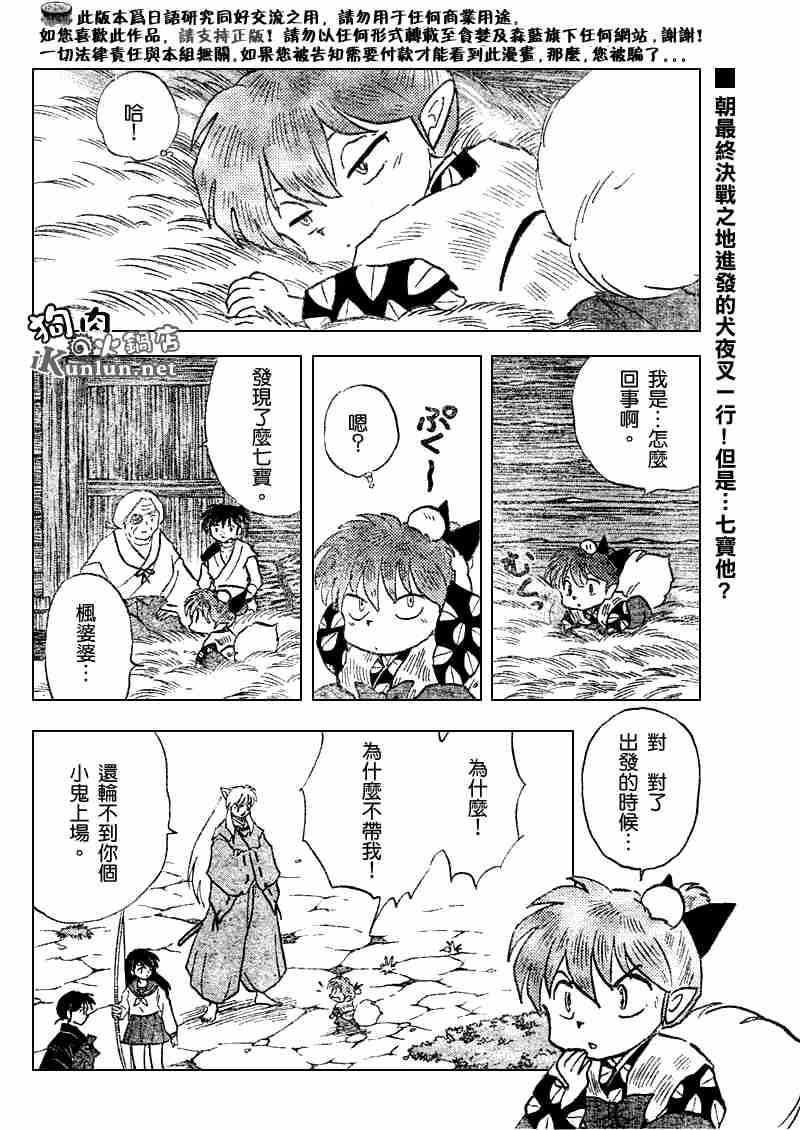 此版本爲日語研究同好交流之用，請勿用于任何商業用途。
如您喜歡此作品，請支持正版！請勿以任何形式轉載至貪婪及森藍旗下任何網站，謝謝！
一切法律責任與本組無關。如果您被告知需要付款才能看到此漫畫，那麼，您被騙了。。。
■朝最終決戰之地進發的犬夜叉一行！但是…七寶他？
哈！
狗肉
火鍋店
iKunlun.net
我是…怎麼
回事啊。
むくっ
ぷく～
嗯？
發現了麼七寶。
楓婆婆…
對 對了
出發的時候…
為什麼！
為什麼不帶我！
還輪不到你個
小鬼上場。